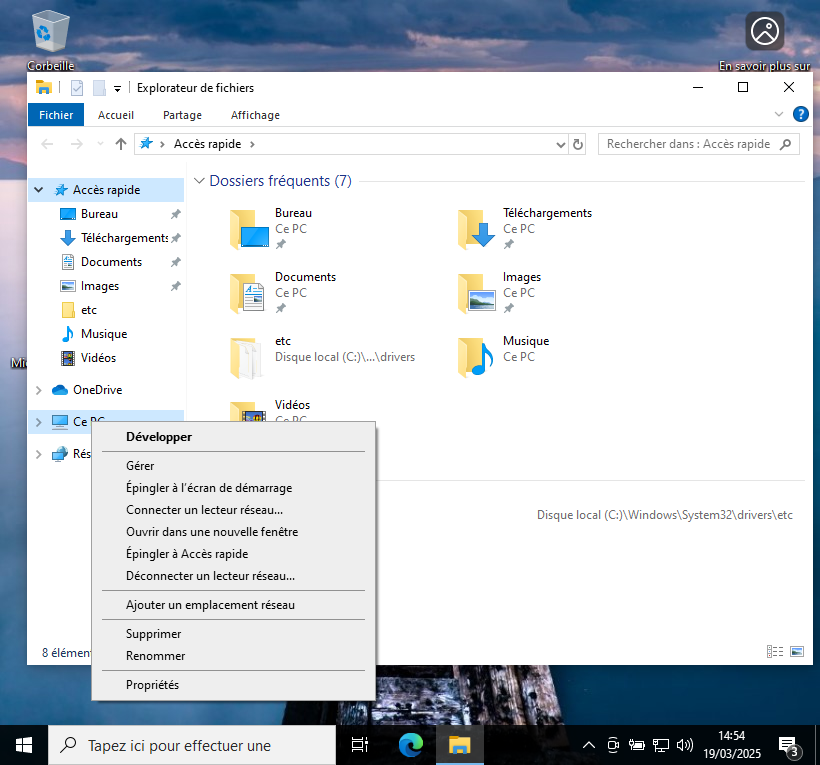 Corbeille
En savoir plus sur
Explorateur de fichiers
Fichier
Accueil
Partage
Affichage
?
Accès rapide
Rechercher dans : Accès rapide
Accès rapide
Bureau
Téléchargements
Documents
Images
etc
Musique
Vidéos
OneDrive
Ce PC
Dossiers fréquents (7)
Bureau
Ce PC
Téléchargements
Ce PC
Documents
Ce PC
Images
Ce PC
etc
Disque local (C:)\...\drivers
Musique
Ce PC
Vidéos
Ce PC
Disque local (C:)\Windows\System32\drivers\etc
Développer
Gérer
Épingler à l’écran de démarrage
Connecter un lecteur réseau...
Ouvrir dans une nouvelle fenêtre
Épingler à Accès rapide
Déconnecter un lecteur réseau...
Ajouter un emplacement réseau
Supprimer
Renommer
Propriétés
8 élément
Tapez ici pour effectuer une
14:54
19/03/2025
3